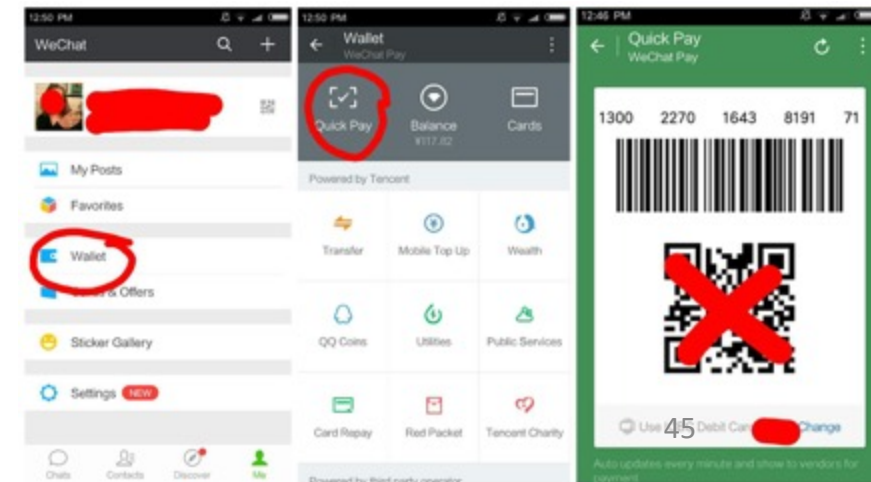 12:50 PM
WeChat
My Posts
Favorites
Wallet
& Offers
Sticker Gallery
Settings NEW
Chats Contacts Discover Me
12:50 PM
Wallet
WeChat Pay
Quick Pay Balance Cards
¥117.82
Powered by Tencent
Transfer Mobile Top Up Wealth
QQ Coins Utilities Public Services
Card Repay Red Packet Tencent Charity
Powered by third party operator
12:46 PM
Quick Pay
WeChat Pay
1300 2270 1643 8191 71
Use Debit Change
45
Auto updates every minute and show to vendors for
payment